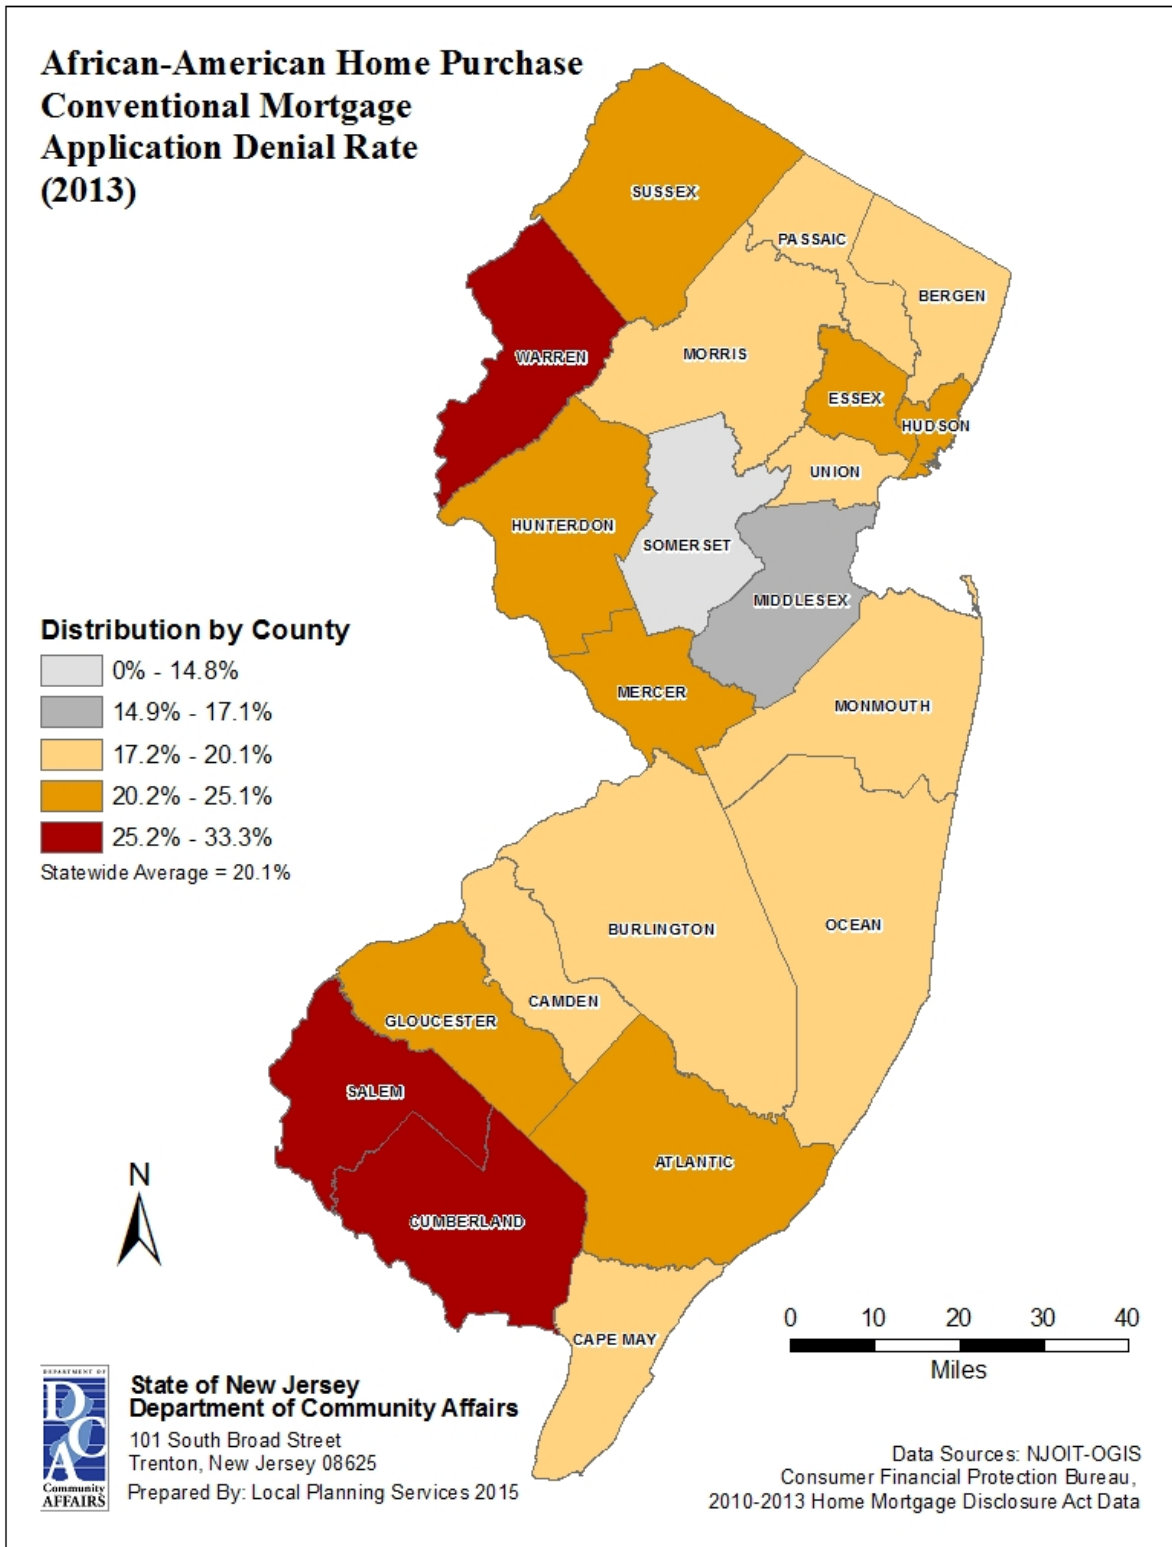 African-American Home Purchase
Conventional Mortgage
Application Denial Rate
(2013)
SUSSEX
PASSAIC
BERGEN
WARREN
MORRIS
ESSEX
HUDSON
UNION
HUNTERDON
SOMERSET
MIDDLESEX
MERCER
MONMOUTH
Distribution by County
0% - 14.8%
14.9% - 17.1%
17.2% - 20.1%
20.2% - 25.1%
25.2% - 33.3%
Statewide Average = 20.1%
BURLINGTON
OCEAN
CAMDEN
GLOUCESTER
SALEM
ATLANTIC
CUMBERLAND
CAPE MAY
N
0 10 20 30 40
Miles
DEPARTMENT OF
DCA
Community
AFFAIRS
State of New Jersey
Department of Community Affairs
101 South Broad Street
Trenton, New Jersey 08625
Prepared By: Local Planning Services 2015
Data Sources: NJOIT-OGIS
Consumer Financial Protection Bureau,
2010-2013 Home Mortgage Disclosure Act Data